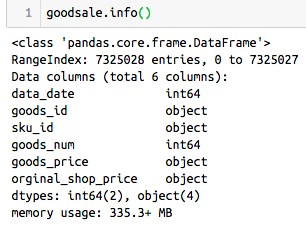 1 goodsale.info()
<class 'pandas.core.frame.DataFrame'>
RangeIndex: 7325028 entries, 0 to 7325027
Data columns (total 6 columns):
data_date int64
goods_id object
sku_id object
goods_num int64
goods_price object
orginal_shop_price object
dtypes: int64(2), object(4)
memory usage: 335.3+ MB